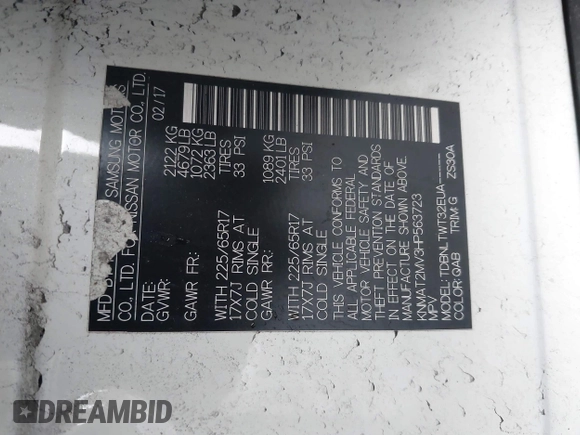 MFD BY SAMSUNG MOTORS
CO., LTD. FOR NISSAN MOTOR CO., LTD.
DATE: 02/17
GVWR: 2122 KG
4679 LB
GAWR FR: 1072 KG
2363 LB
WITH 225/65R17 TIRES
17X7J RIMS AT 33 PSI
COLD SINGLE
GAWR RR: 1089 KG
2401 LB
WITH 225/65R17 TIRES
17X7J RIMS AT 33 PSI
COLD SINGLE
THIS VEHICLE CONFORMS TO
ALL APPLICABLE FEDERAL
MOTOR VEHICLE SAFETY AND
THEFT PREVENTION STANDARDS
IN EFFECT ON THE DATE OF
MANUFACTURE SHOWN ABOVE.
KNMAT2MV3HP563723
MPV
MODEL: TDBNLTWT32EUA
COLOR: QAB TRIM: G ZS30A
DREAMBID